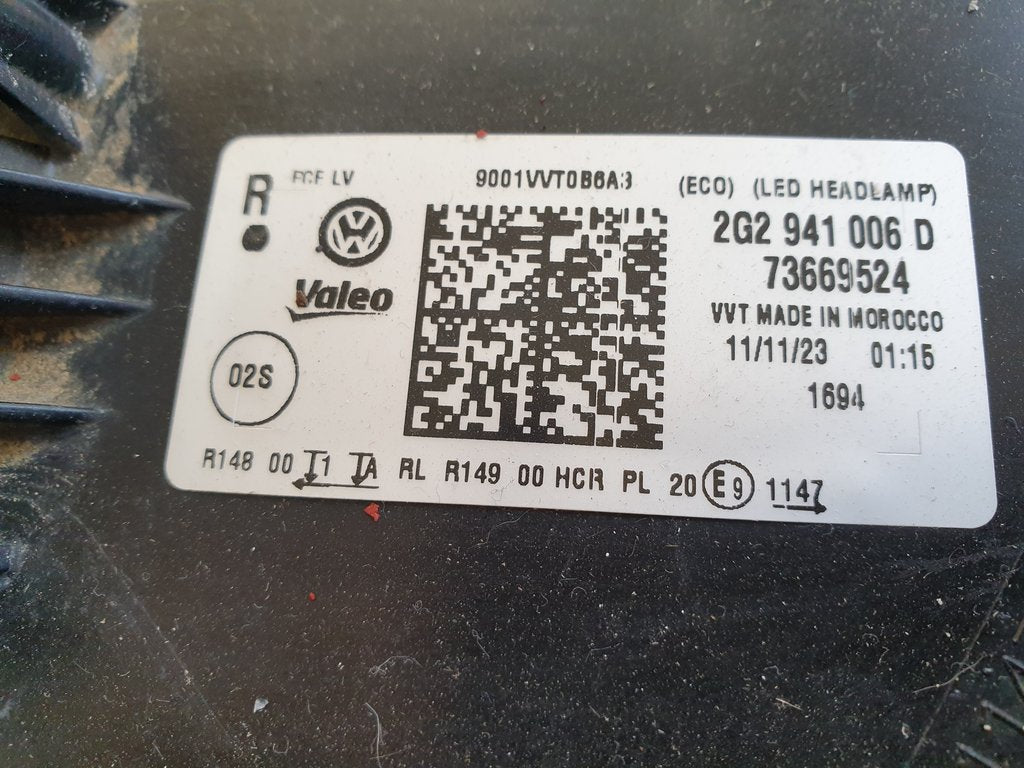 R ECE LV
9001VVT0B6A3
(ECO) (LED HEADLAMP)
2G2 941 006 D
73669524
Valeo
VVT MADE IN MOROCCO
11/11/23 01:15
1694
02S
R148 00 T1 TA RL R149 00 HCR PL 20 E9 1147